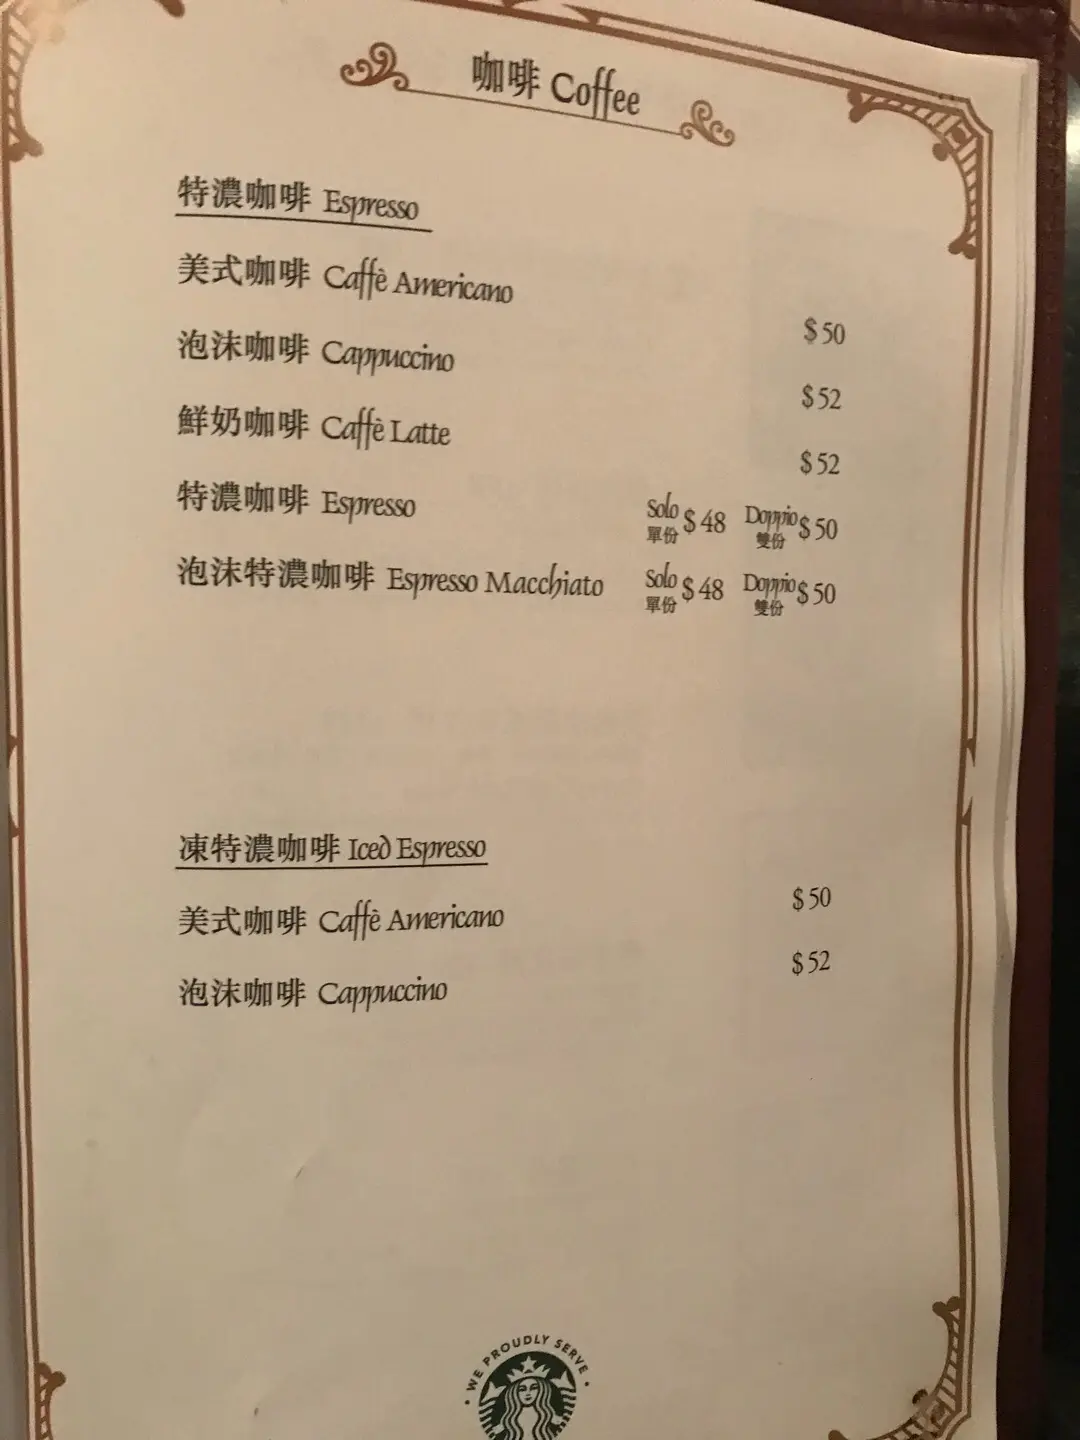 咖啡 Coffee
特濃咖啡 Espresso
美式咖啡 Caffè Americano $50
泡沫咖啡 Cappuccino $52
鮮奶咖啡 Caffè Latte $52
特濃咖啡 Espresso Solo 單份 $48 Doppio 雙份 $50
泡沫特濃咖啡 Espresso Macchiato Solo 單份 $48 Doppio 雙份 $50
凍特濃咖啡 Iced Espresso
美式咖啡 Caffè Americano $50
泡沫咖啡 Cappuccino $52
WE PROUDLY SERVE